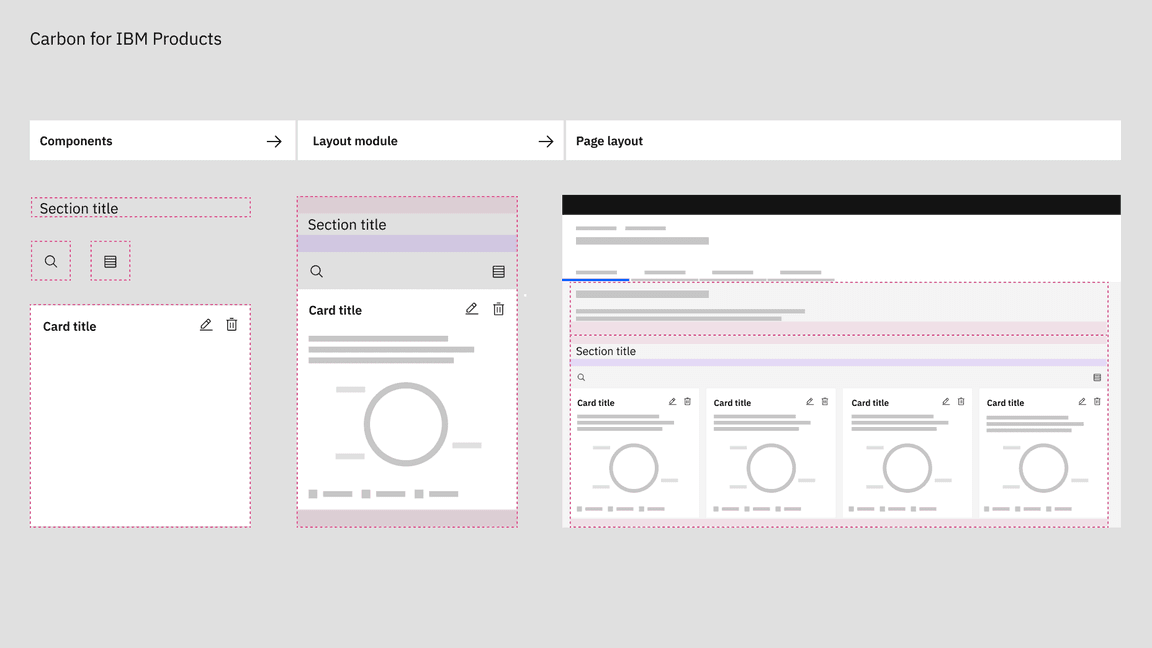 Carbon for IBM Products
Components
Layout module
Page layout
Section title
Card title
Section title
Card title
Section title
Card title
Card title
Card title
Card title